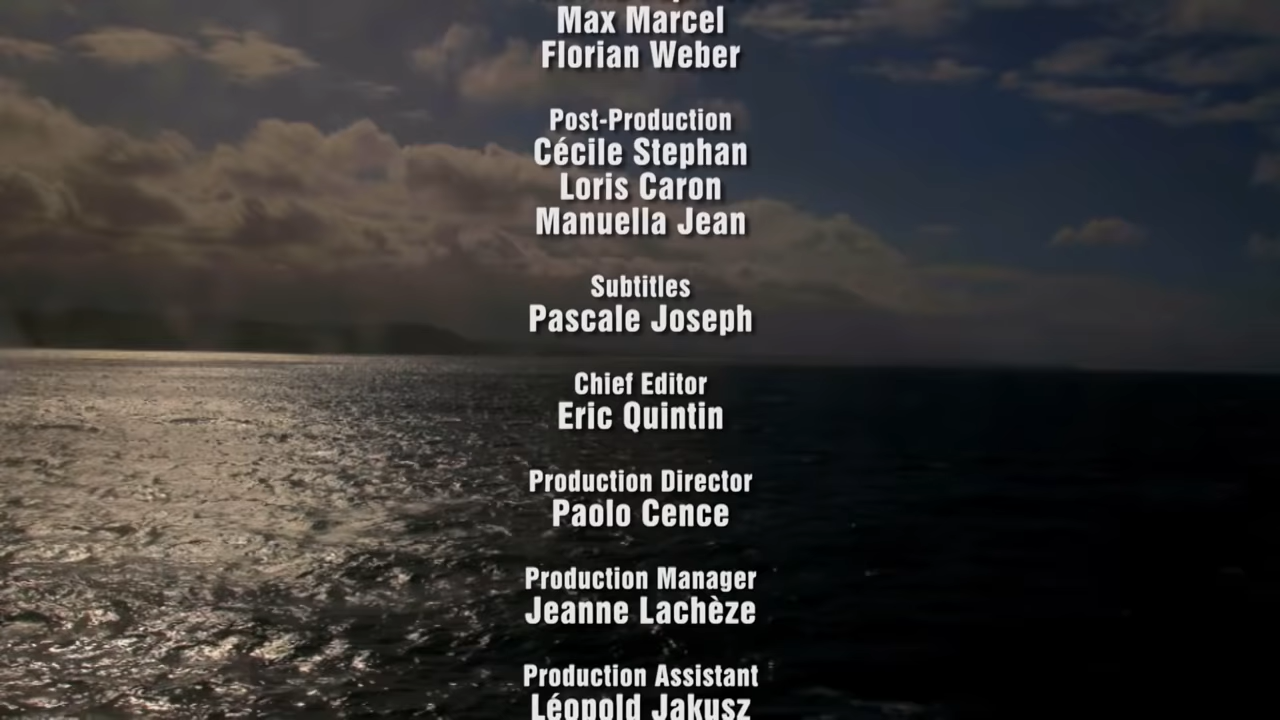 Max Marcel
Florian Weber
Post-Production
Cécile Stephan
Loris Caron
Manuella Jean
Subtitles
Pascale Joseph
Chief Editor
Eric Quintin
Production Director
Paolo Cence
Production Manager
Jeanne Lachèze
Production Assistant
Léopold Jakusz